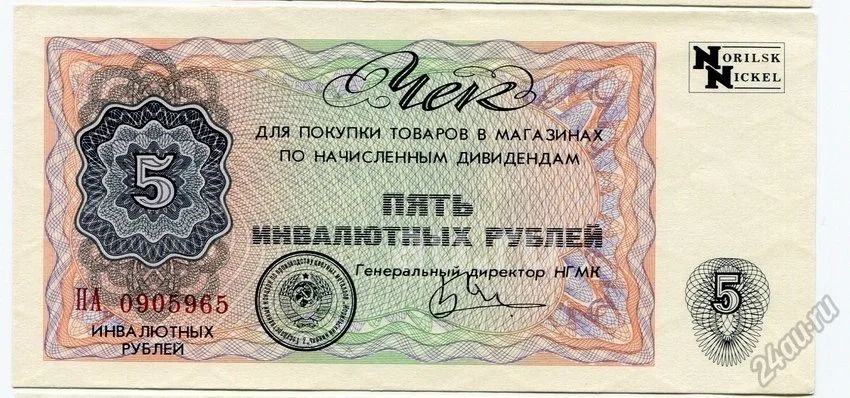 Чек
NORILSK
NICKEL
ДЛЯ ПОКУПКИ ТОВАРОВ В МАГАЗИНАХ
ПО НАЧИСЛЕННЫМ ДИВИДЕНДАМ
5
ПЯТЬ
ИНВАЛЮТНЫХ РУБЛЕЙ
Генеральный директор НГМК
ПА 0905965
ИНВАЛЮТНЫХ
РУБЛЕЙ
5
24au.ru